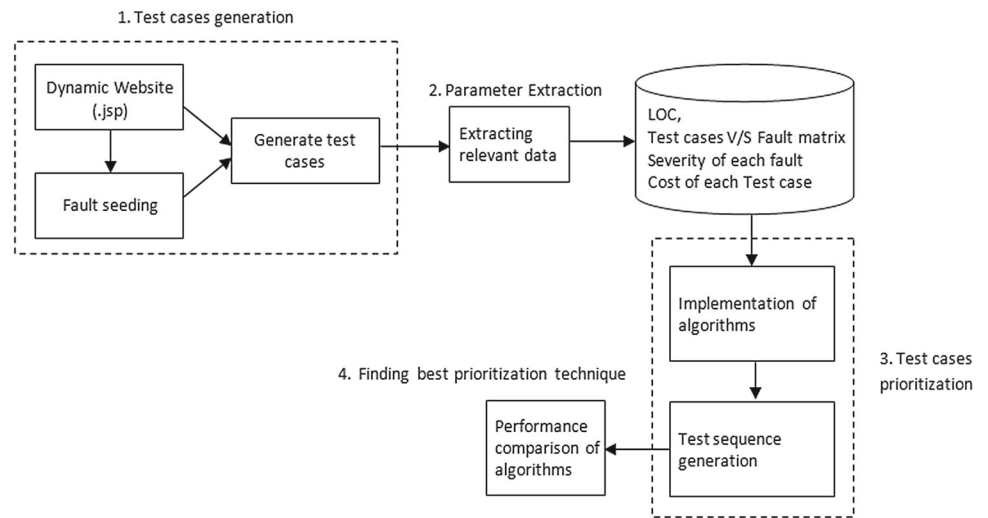 1. Test cases generation
Dynamic Website
(.jsp)
Fault seeding
Generate test
cases
2. Parameter Extraction
Extracting
relevant data
LOC,
Test cases V/S Fault matrix
Severity of each fault
Cost of each Test case
Implementation of
algorithms
3. Test cases
prioritization
Test sequence
generation
4. Finding best prioritization technique
Performance
comparison of
algorithms